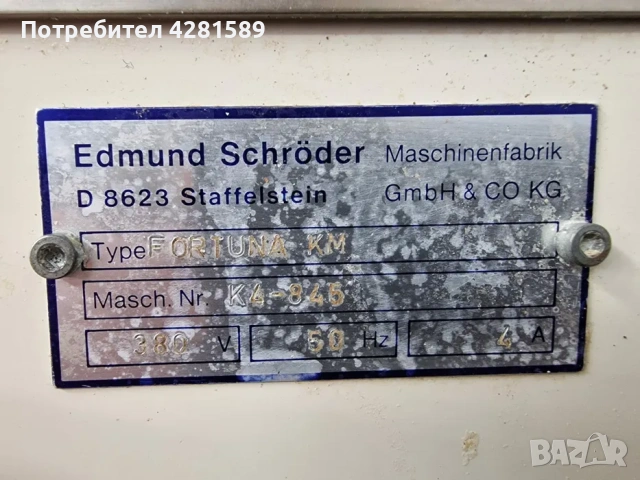 Потребител 4281589
Edmund Schröder Maschinenfabrik
D 8623 Staffelstein GmbH & CO KG
Type FORTUNA KM
Masch. Nr. K4-846
380 V 50 Hz 4 A
BAZAR